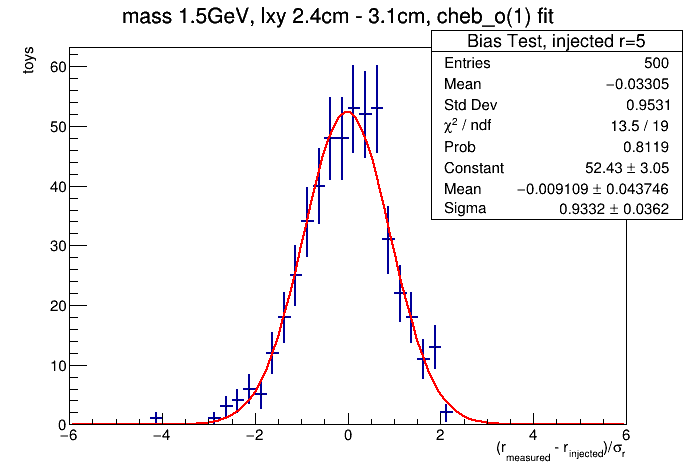 mass 1.5GeV, lxy 2.4cm - 3.1cm, cheb_o(1) fit
toys
Bias Test, injected r=5
Entries 500
Mean −0.03305
Std Dev 0.9531
χ² / ndf 13.5 / 19
Prob 0.8119
Constant 52.43 ± 3.05
Mean −0.009109 ± 0.043746
Sigma 0.9332 ± 0.0362
60
50
40
30
20
10
0
−6 −4 −2 0 2 4 6
(r_measured - r_injected)/σ_r